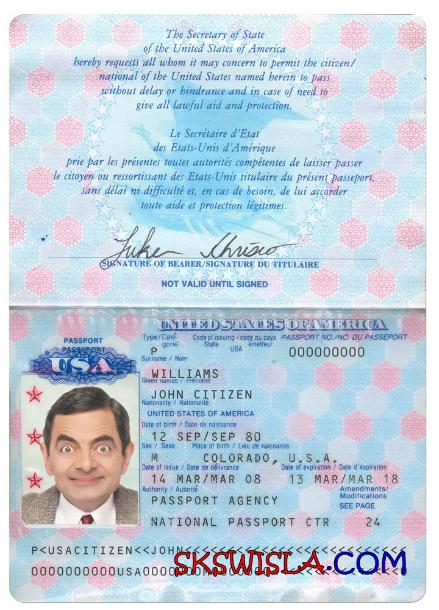 The Secretary of State
of the United States of America
hereby requests all whom it may concern to permit the citizen/
national of the United States named herein to pass
without delay or hindrance and in case of need to
give all lawful aid and protection.
Le Secrétaire d'Etat
des Etats-Unis d'Amérique
prie par les présentes toutes autorités compétentes de laisser passer
le citoyen ou ressortissant des Etats-Unis titulaire du présent passeport,
sans délai ni difficulté et, en cas de besoin, de lui accorder
toute aide et protection légitimes.
SIGNATURE OF BEARER/SIGNATURE DU TITULAIRE
NOT VALID UNTIL SIGNED
UNITED STATES OF AMERICA
PASSPORT
PASSEPORT
USA
Type/Caté-gorie
Code of issuing / code du pays
State USA émetteur
PASSPORT NO./NO. DU PASSEPORT
P
000000000
Surname / Nom
WILLIAMS
Given names / Prénoms
JOHN CITIZEN
Nationality / Nationalité
UNITED STATES OF AMERICA
Date of birth / Date de naissance
12 SEP/SEP 80
Sex / Sexe Place of birth / Lieu de naissance
M COLORADO, U.S.A.
Date of issue / Date de délivrance Date of expiration / Date d'expiration
14 MAR/MAR 08 13 MAR/MAR 18
Authority / Autorité
Amendments/
Modifications
PASSPORT AGENCY
SEE PAGE
NATIONAL PASSPORT CTR 24
P<USACITIZEN<<JOHN<<<<<<<<<<<<<<<<<<<<<<<<<
SKSWISLA.COM